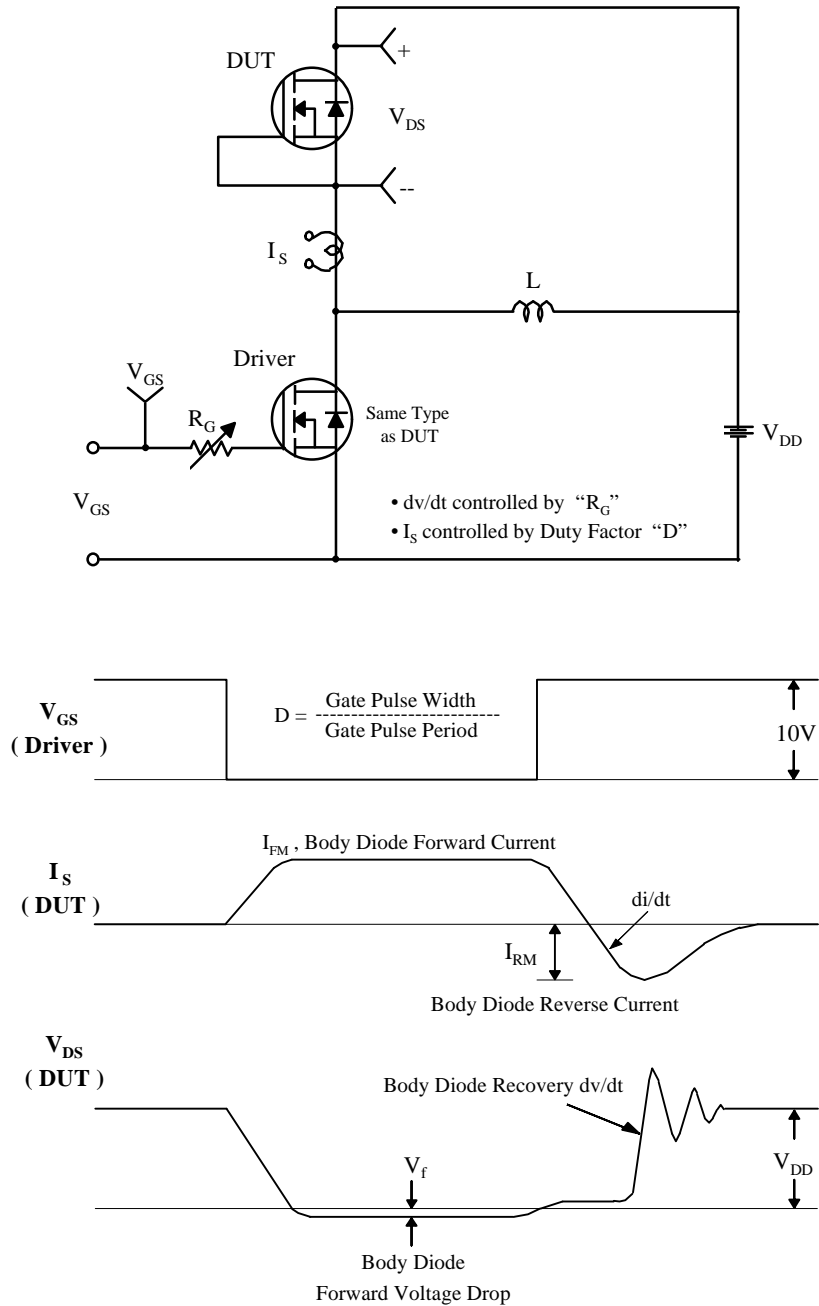 DUT
+
V_DS
--
I_S
L
Driver
V_GS
R_G
Same Type
as DUT
V_DD
V_GS
• dv/dt controlled by “R_G”
• I_S controlled by Duty Factor “D”
V_GS
( Driver )
D = Gate Pulse Width
--------------------------
Gate Pulse Period
10V
I_FM , Body Diode Forward Current
I_S
( DUT )
di/dt
I_RM
Body Diode Reverse Current
V_DS
( DUT )
Body Diode Recovery dv/dt
V_f
V_DD
Body Diode
Forward Voltage Drop